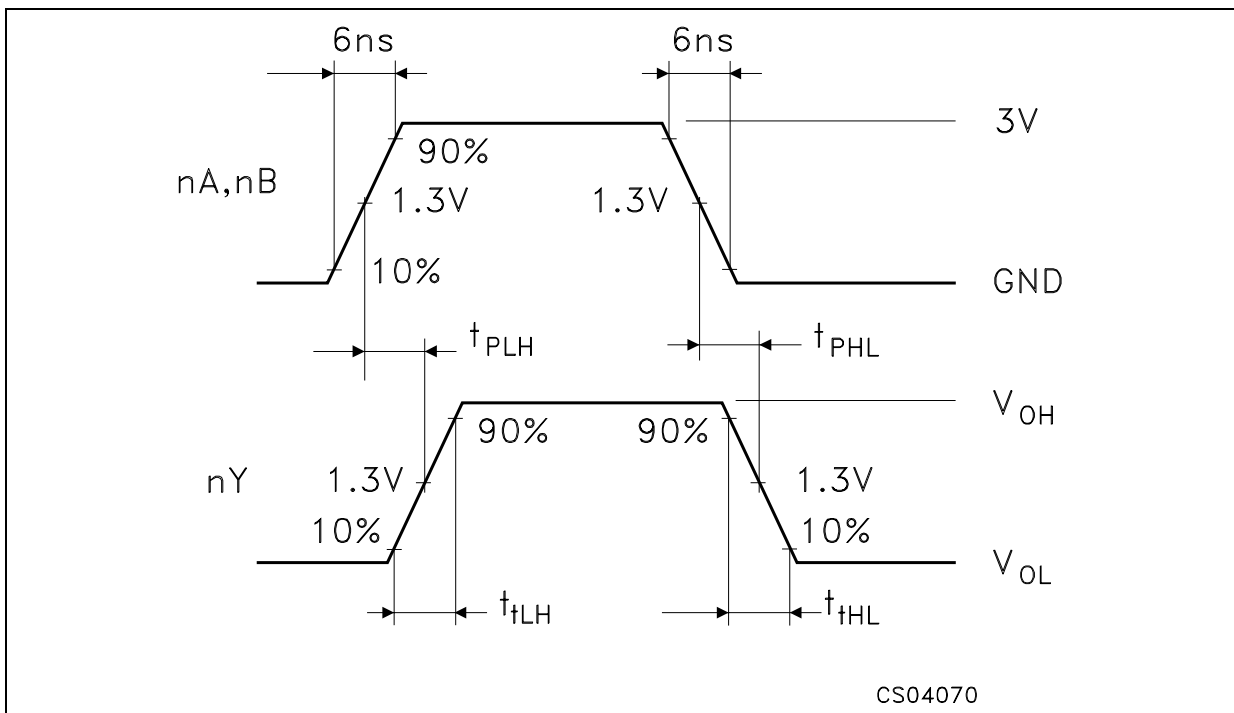 6ns 6ns
3V
90%
nA,nB 1.3V 1.3V
10% GND
tPLH tPHL
VOH
90% 90%
nY 1.3V 1.3V
10% 10%
VOL
ttLH ttHL
CS04070